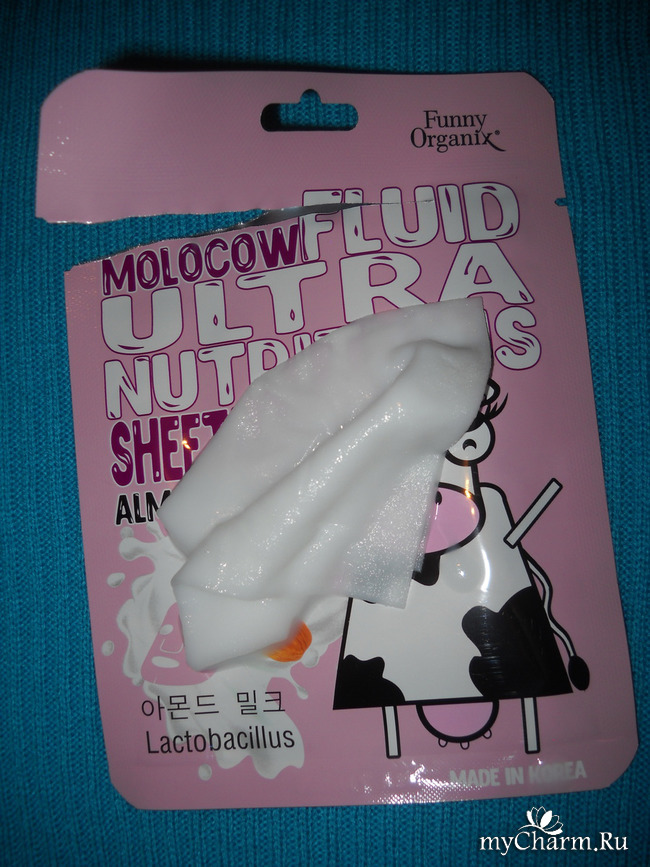 Funny
Organix®
MOLOCOW FLUID
ULTRA
아몬드 밀크
Lactobacillus
MADE IN KOREA
myCharm.Ru